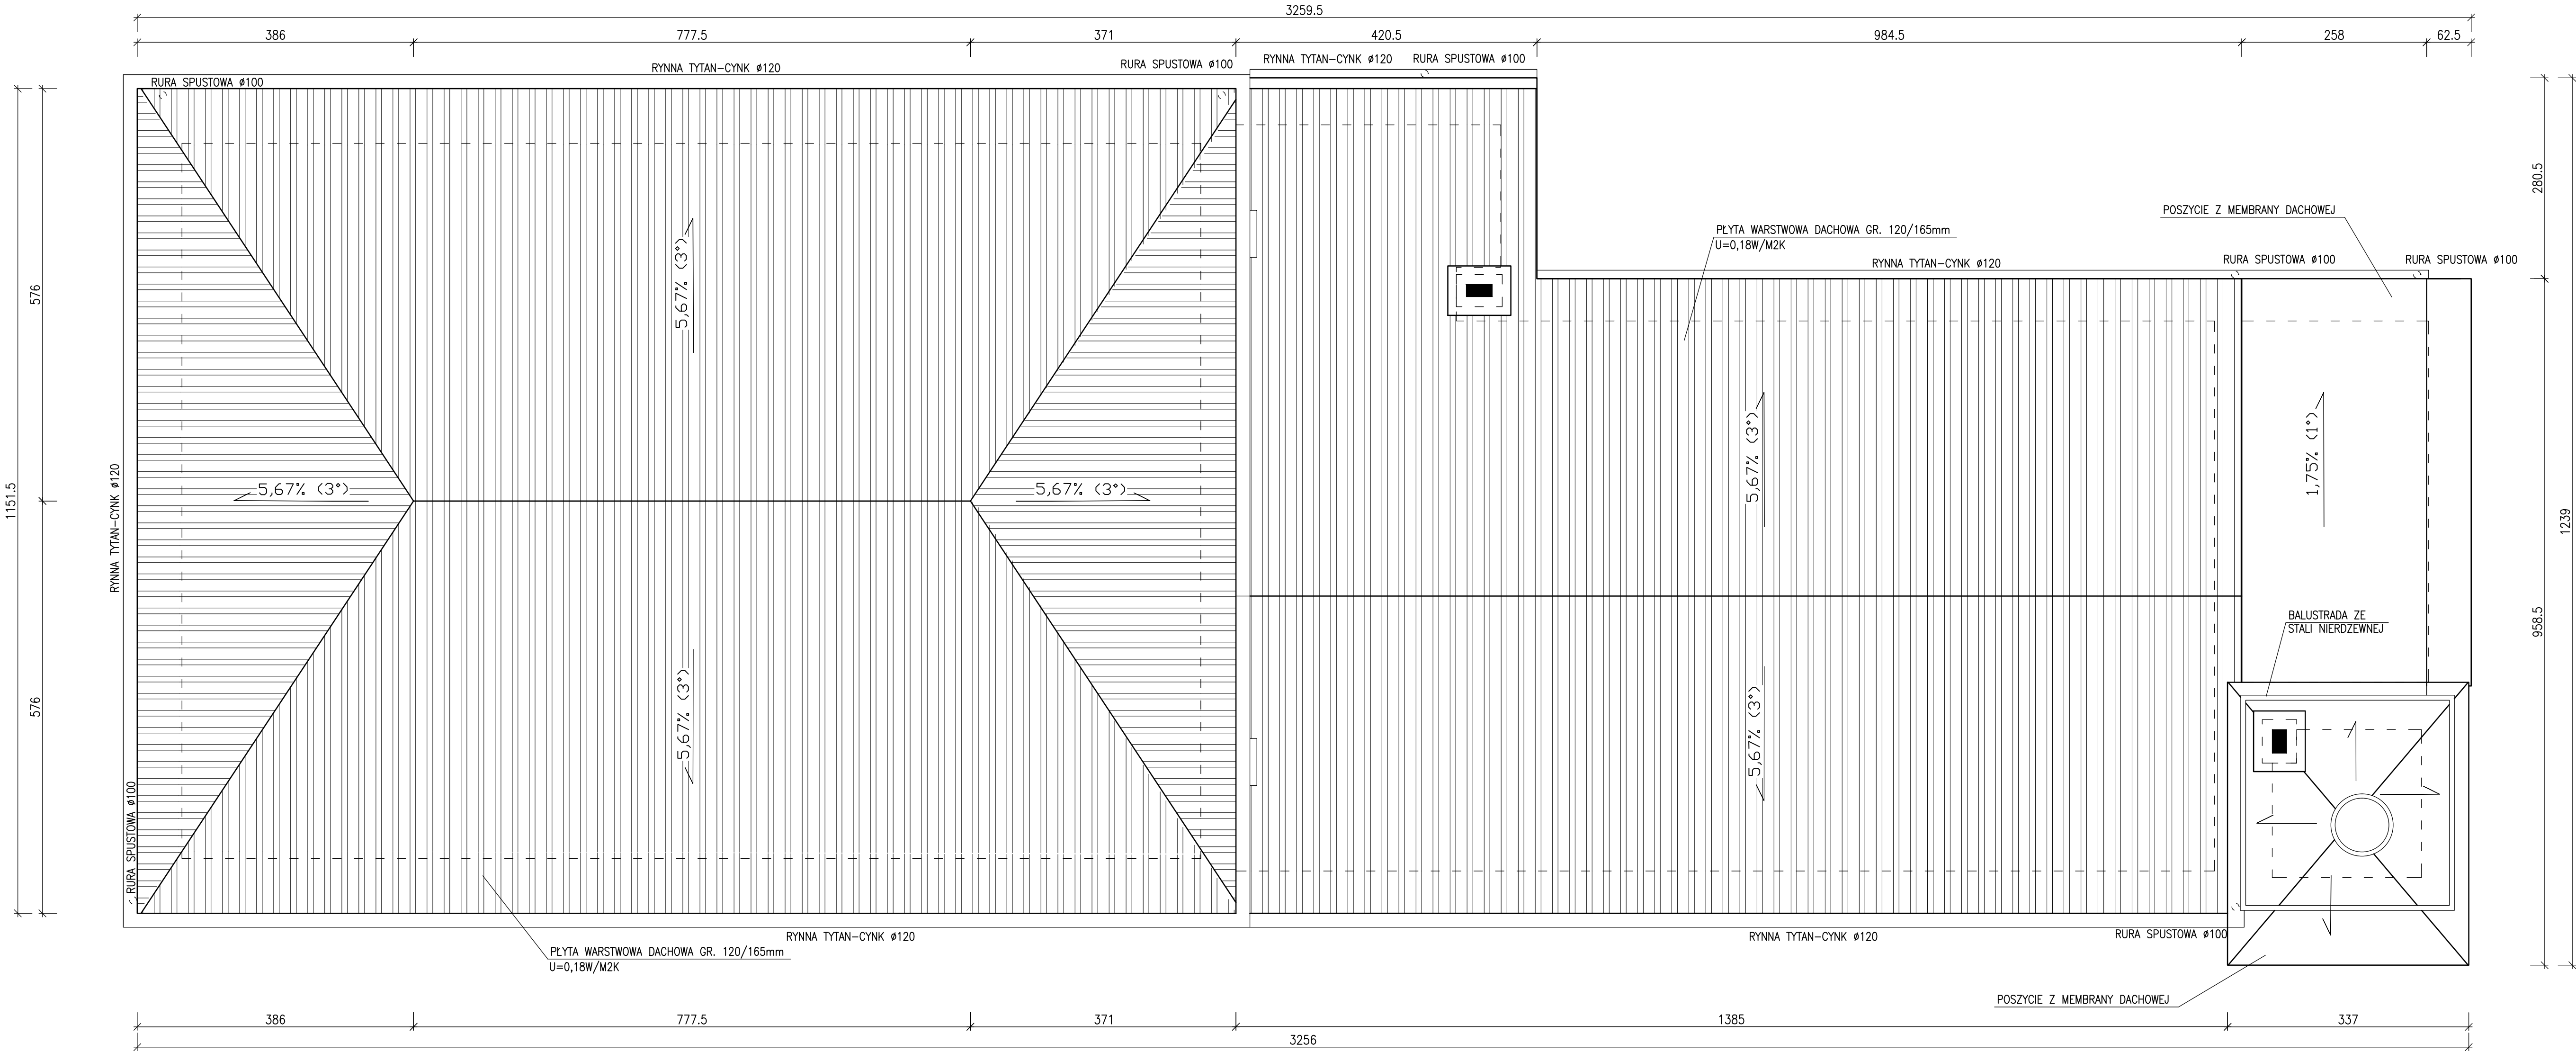 3259.5
386
777.5
371
420.5
984.5
258
62.5
RYNNA TYTAN-CYNK ø120
RURA SPUSTOWA ø100
RYNNA TYTAN-CYNK ø120
RURA SPUSTOWA ø100
RURA SPUSTOWA ø100
280.5
POSZYCIE Z MEMBRANY DACHOWEJ
PŁYTA WARSTWOWA DACHOWA GR. 120/165mm
U=0,18W/M2K
RYNNA TYTAN-CYNK ø120
RURA SPUSTOWA ø100
RURA SPUSTOWA ø100
576
5,67% (3°)
5,67% (3°)
1,75% (1°)
1151.5
5,67% (3°)
5,67% (3°)
1239
RYNNA TYTAN-CYNK ø120
BALUSTRADA ZE
STALI NIERDZEWNEJ
958.5
576
5,67% (3°)
5,67% (3°)
RURA SPUSTOWA ø100
RYNNA TYTAN-CYNK ø120
RYNNA TYTAN-CYNK ø120
RURA SPUSTOWA ø100
PŁYTA WARSTWOWA DACHOWA GR. 120/165mm
U=0,18W/M2K
POSZYCIE Z MEMBRANY DACHOWEJ
386
777.5
371
1385
337
3256